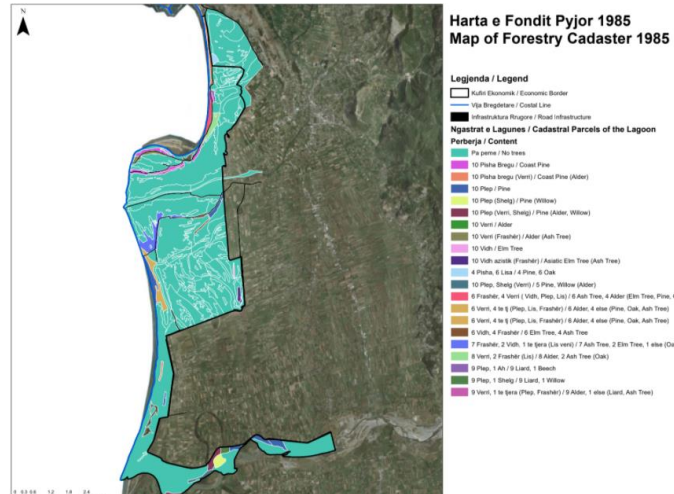 N
Harta e Fondit Pyjor 1985
Map of Forestry Cadaster 1985
Legjenda / Legend
Kufiri Ekonomik / Economic Border
Vija Bregdetare / Costal Line
Infrastruktura Rrugore / Road Infrastructure
Ngastrat e Lagunes / Cadastral Parcels of the Lagoon
Perberja / Content
Pa peme / No trees
10 Pisha Bregu / Coast Pine
10 Pisha bregu (Verri) / Coast Pine (Alder)
10 Plep / Pine
10 Plep (Shelg) / Pine (Willow)
10 Plep (Verri, Shelg) / Pine (Alder, Willow)
10 Verri / Alder
10 Verri (Frashër) / Alder (Ash Tree)
10 Vidh / Elm Tree
10 Vidh azistik (Frashër) / Asiatic Elm Tree (Ash Tree)
4 Pisha, 6 Lisa / 4 Pine, 6 Oak
10 Plep, Shelg (Verri) / 5 Pine, Willow (Alder)
6 Frashër, 4 Verri ( Vidh, Plep, Lis) / 6 Ash Tree, 4 Alder (Elm Tree, Pine,
6 Verri, 4 te tj (Plep, Lis, Frashër) / 6 Alder, 4 else (Pine, Oak, Ash Tree)
6 Verri, 4 te tj (Plep, Lis, Frashër) / 6 Alder, 4 else (Pine, Oak, Ash Tree)
6 Vidh, 4 Frasher / 6 Elm Tree, 4 Ash Tree
7 Frashër, 2 Vidh, 1 te tjera (Lis veri) / 7 Ash Tree, 2 Elm Tree, 1 else
8 Verri, 2 Frashër (Lis) / 8 Alder, 2 Ash Tree (Oak)
9 Plep, 1 Ah / 9 Liard, 1 Beech
9 Plep, 1 Shelg / 9 Liard, 1 Willow
9 Verri, 1 te tjera (Plep, Frashër) / 9 Alder, 1 else (Liard, Ash Tree)
0 0.3 0.6 1.2 1.8 2.4